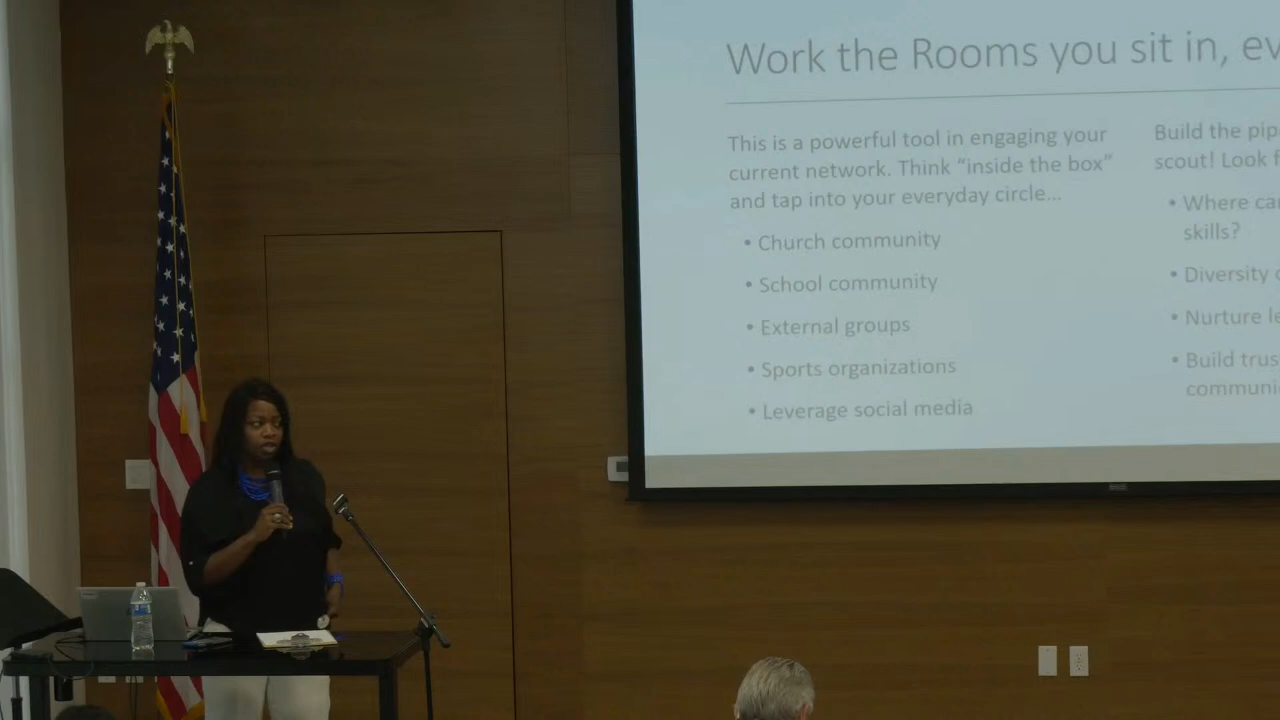 Work the Rooms you sit in, ev
This is a powerful tool in engaging your
current network. Think “inside the box”
and tap into your everyday circle…
• Church community
• School community
• External groups
• Sports organizations
• Leverage social media
Build the pip
scout! Look f
• Where can
skills?
• Diversity
• Nurture le
• Build trus
communi